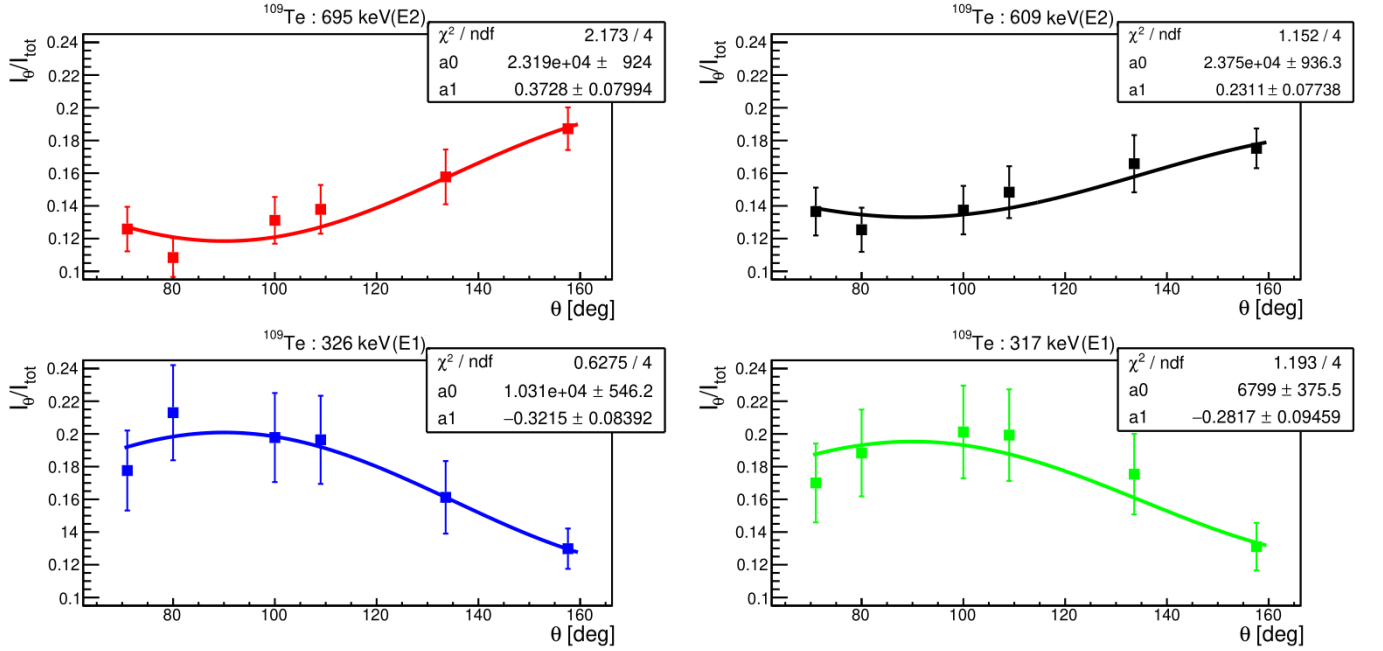 ¹⁰⁹Te : 695 keV(E2)
χ² / ndf 2.173 / 4
a0 2.319e+04 ± 924
a1 0.3728 ± 0.07994
I_θ/I_tot
0.24
0.22
0.2
0.18
0.16
0.14
0.12
0.1
80 100 120 140 160
θ [deg]
¹⁰⁹Te : 609 keV(E2)
χ² / ndf 1.152 / 4
a0 2.375e+04 ± 936.3
a1 0.2311 ± 0.07738
I_θ/I_tot
0.24
0.22
0.2
0.18
0.16
0.14
0.12
0.1
80 100 120 140 160
θ [deg]
¹⁰⁹Te : 326 keV(E1)
χ² / ndf 0.6275 / 4
a0 1.031e+04 ± 546.2
a1 −0.3215 ± 0.08392
I_θ/I_tot
0.24
0.22
0.2
0.18
0.16
0.14
0.12
0.1
80 100 120 140 160
θ [deg]
¹⁰⁹Te : 317 keV(E1)
χ² / ndf 1.193 / 4
a0 6799 ± 375.5
a1 −0.2817 ± 0.09459
I_θ/I_tot
0.24
0.22
0.2
0.18
0.16
0.14
0.12
0.1
80 100 120 140 160
θ [deg]